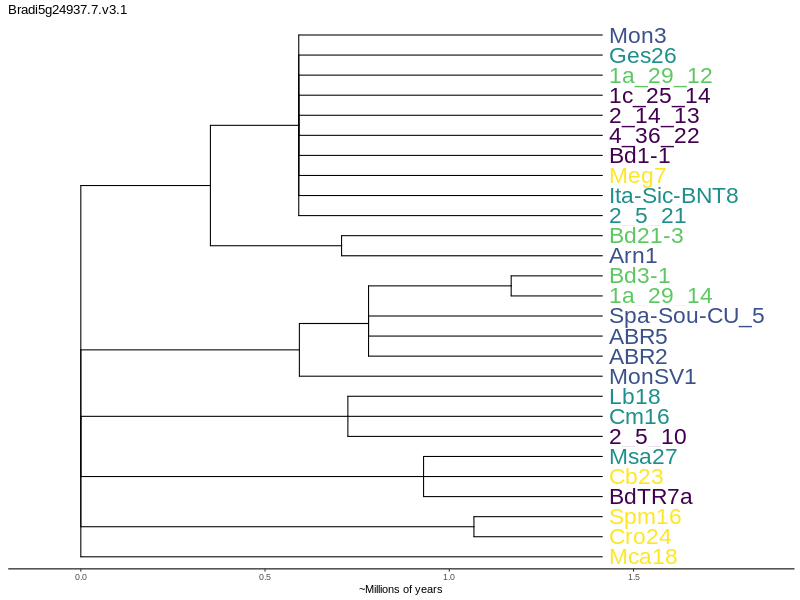 Bradi5g24937.7.v3.1
Mon3
Ges26
1a_29_12
1c_25_14
2_14_13
4_36_22
Bd1-1
Meg7
Ita-Sic-BNT8
2_5_21
Bd21-3
Arn1
Bd3-1
1a_29_14
Spa-Sou-CU_5
ABR5
ABR2
MonSV1
Lb18
Cm16
2_5_10
Msa27
Cb23
BdTR7a
Spm16
Cro24
Mca18
0.0 0.5 1.0 1.5
~Millions of years